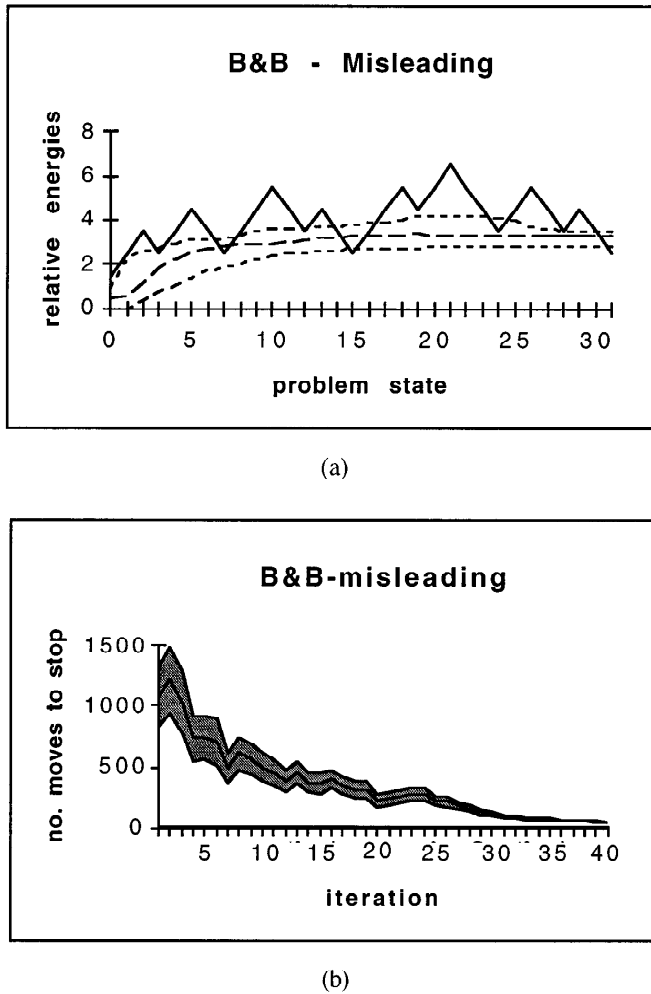 B&B - Misleading
relative energies
8
6
4
2
0
0 5 10 15 20 25 30
problem state
(a)
B&B-misleading
no. moves to stop
1500
1000
500
0
5 10 15 20 25 30 35 40
iteration
(b)